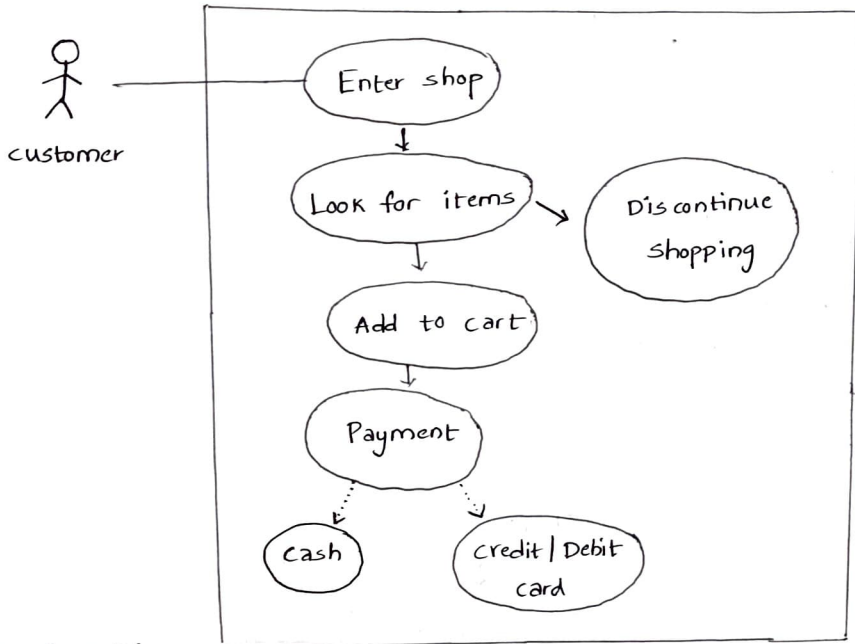 Enter shop
customer
Look for items
Discontinue
shopping
Add to cart
Payment
Cash
credit/Debit
card